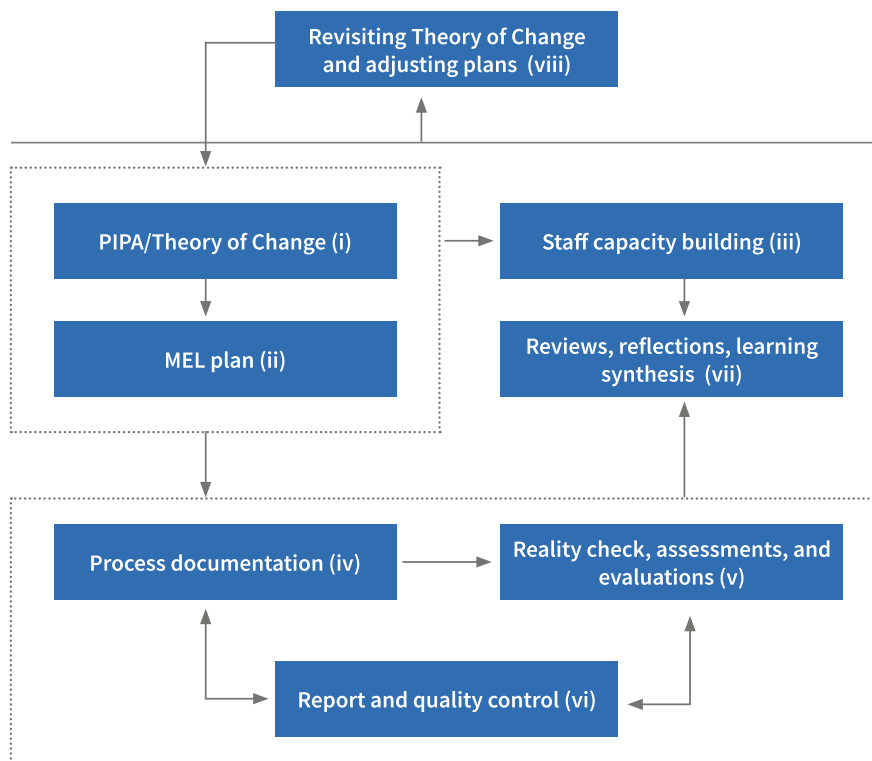 Revisiting Theory of Change
and adjusting plans (viii)
PIPA/Theory of Change (i)
Staff capacity building (iii)
MEL plan (ii)
Reviews, reflections, learning
synthesis (vii)
Process documentation (iv)
Reality check, assessments, and
evaluations (v)
Report and quality control (vi)